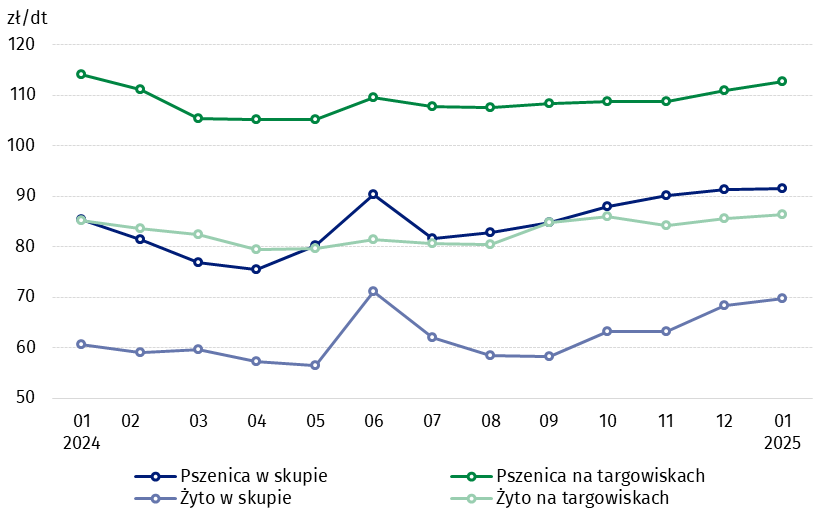 zł/dt
120
110
100
90
80
70
60
50
01 02 03 04 05 06 07 08 09 10 11 12 01
2024 2025
Pszenica w skupie Pszenica na targowiskach
Żyto w skupie Żyto na targowiskach